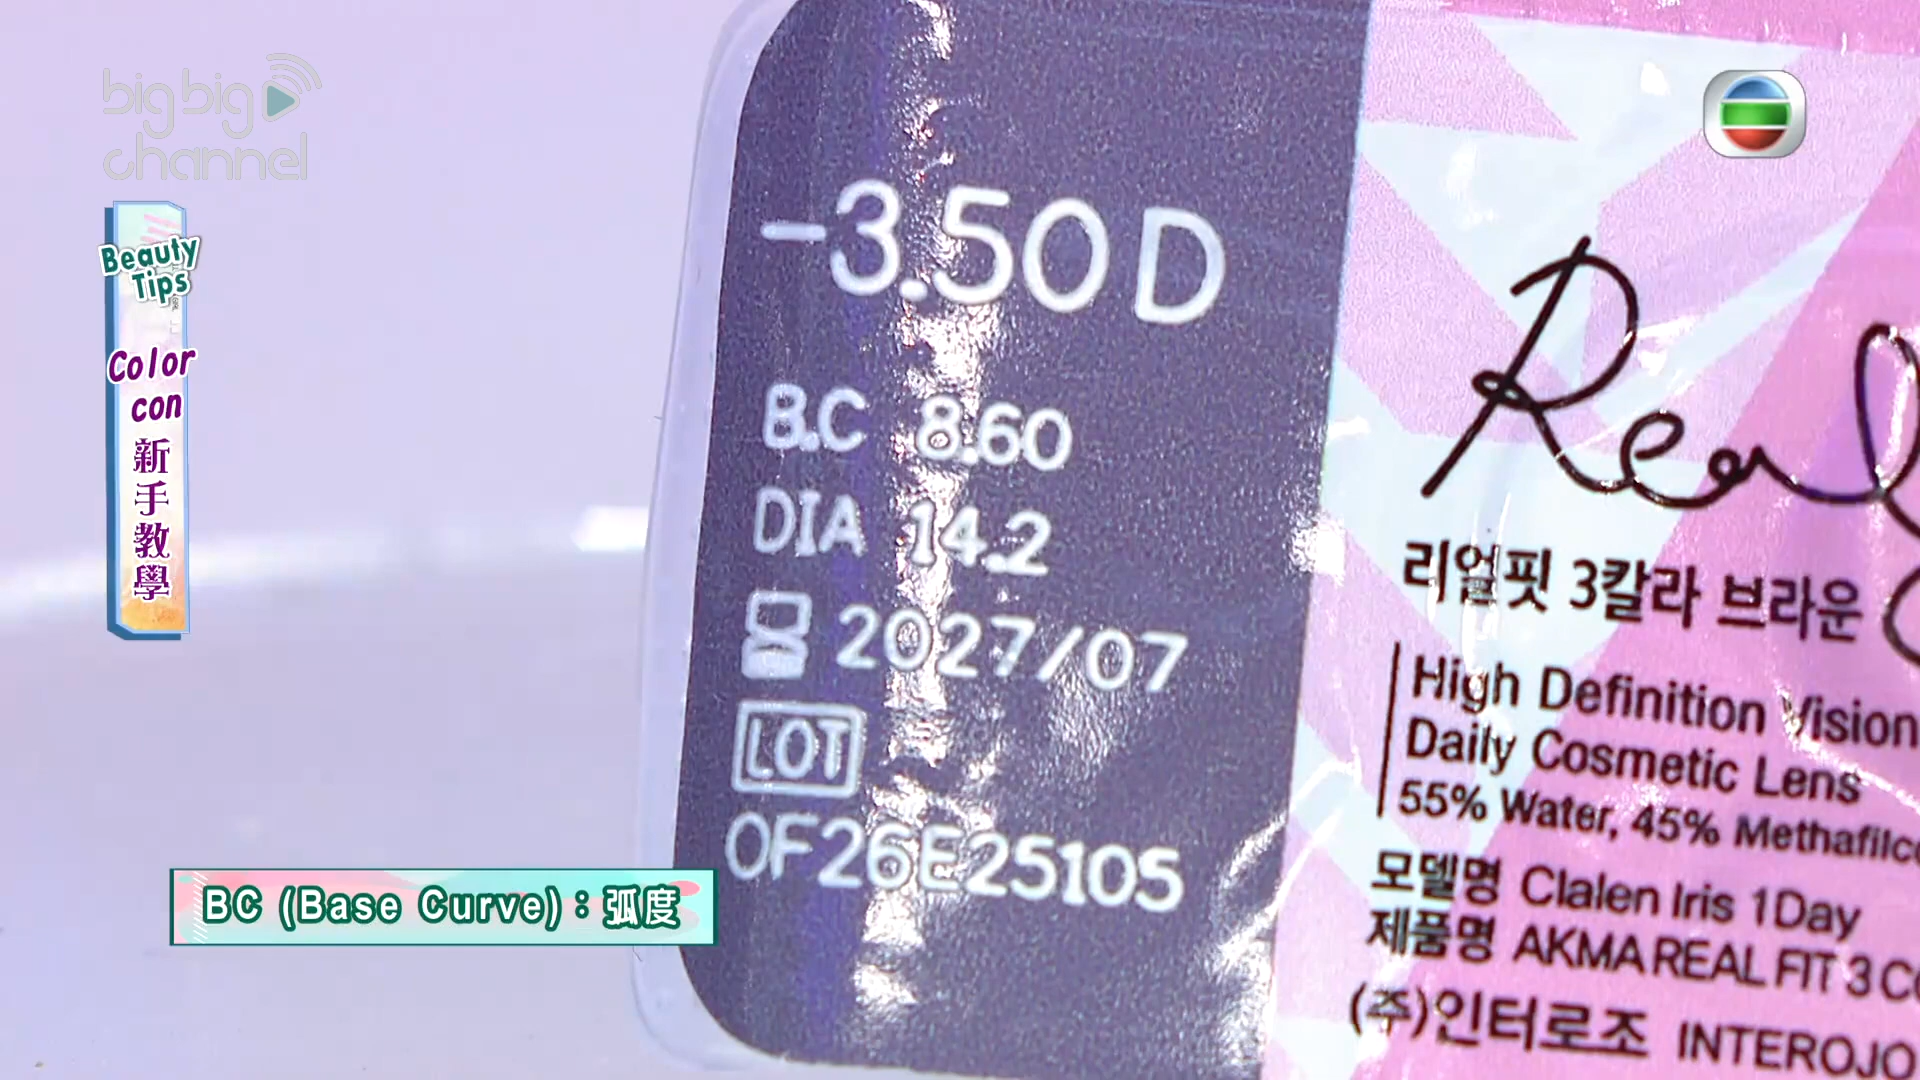 big big
channel
Beauty
Tips
Color
con
新手教學
-3.50 D
B.C 8.60
DIA 14.2
2027/07
LOT
OF26E25105
BC (Base Curve)：弧度
Real
리얼핏 3칼라 브라운
High Definition Vision
Daily Cosmetic Lens
55% Water, 45% Methafilco
모델명 Clalen Iris 1Day
제품명 AKMA REAL FIT 3 CO
(주)인터로조 INTEROJO